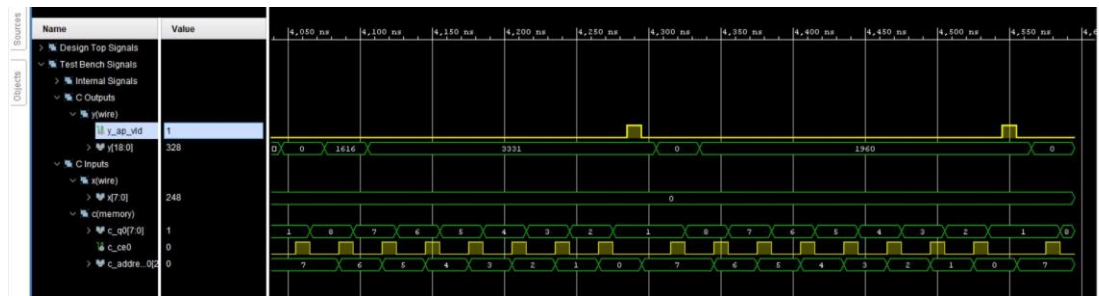 Sources
Objects
Name Value
4,050 ns 4,100 ns 4,150 ns 4,200 ns 4,250 ns 4,300 ns 4,350 ns 4,400 ns 4,450 ns 4,500 ns 4,550 ns 4,6
Design Top Signals
Test Bench Signals
Internal Signals
C Outputs
y(wire)
y_ap_vld 1
y[18:0] 328 0 1616 3331 0 1960 0
C Inputs
x(wire)
x[7:0] 248 0
c(memory)
c_q0[7:0] 1 1 8 7 6 5 4 3 2 1 8 7 6 5 4 3 2 1 8
c_ce0 0
c_addre...0[2 0 7 6 5 4 3 2 1 0 7 6 5 4 3 2 1 0 7